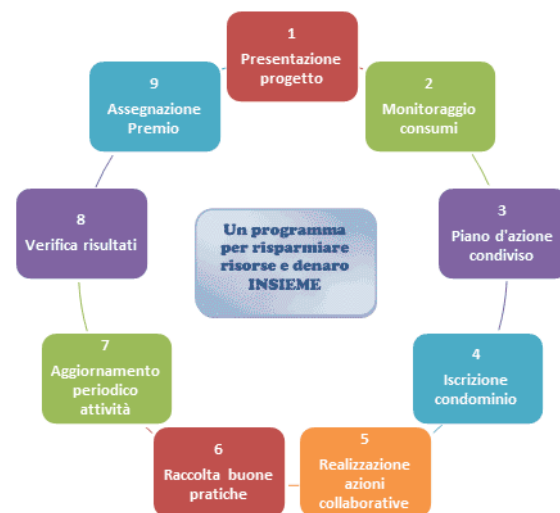 1
Presentazione
progetto
2
Monitoraggio
consumi
3
Piano d'azione
condiviso
4
Iscrizione
condominio
5
Realizzazione
azioni
collaborative
6
Raccolta buone
pratiche
7
Aggiornamento
periodico
attività
8
Verifica risultati
9
Assegnazione
Premio
Un programma
per risparmiare
risorse e denaro
INSIEME